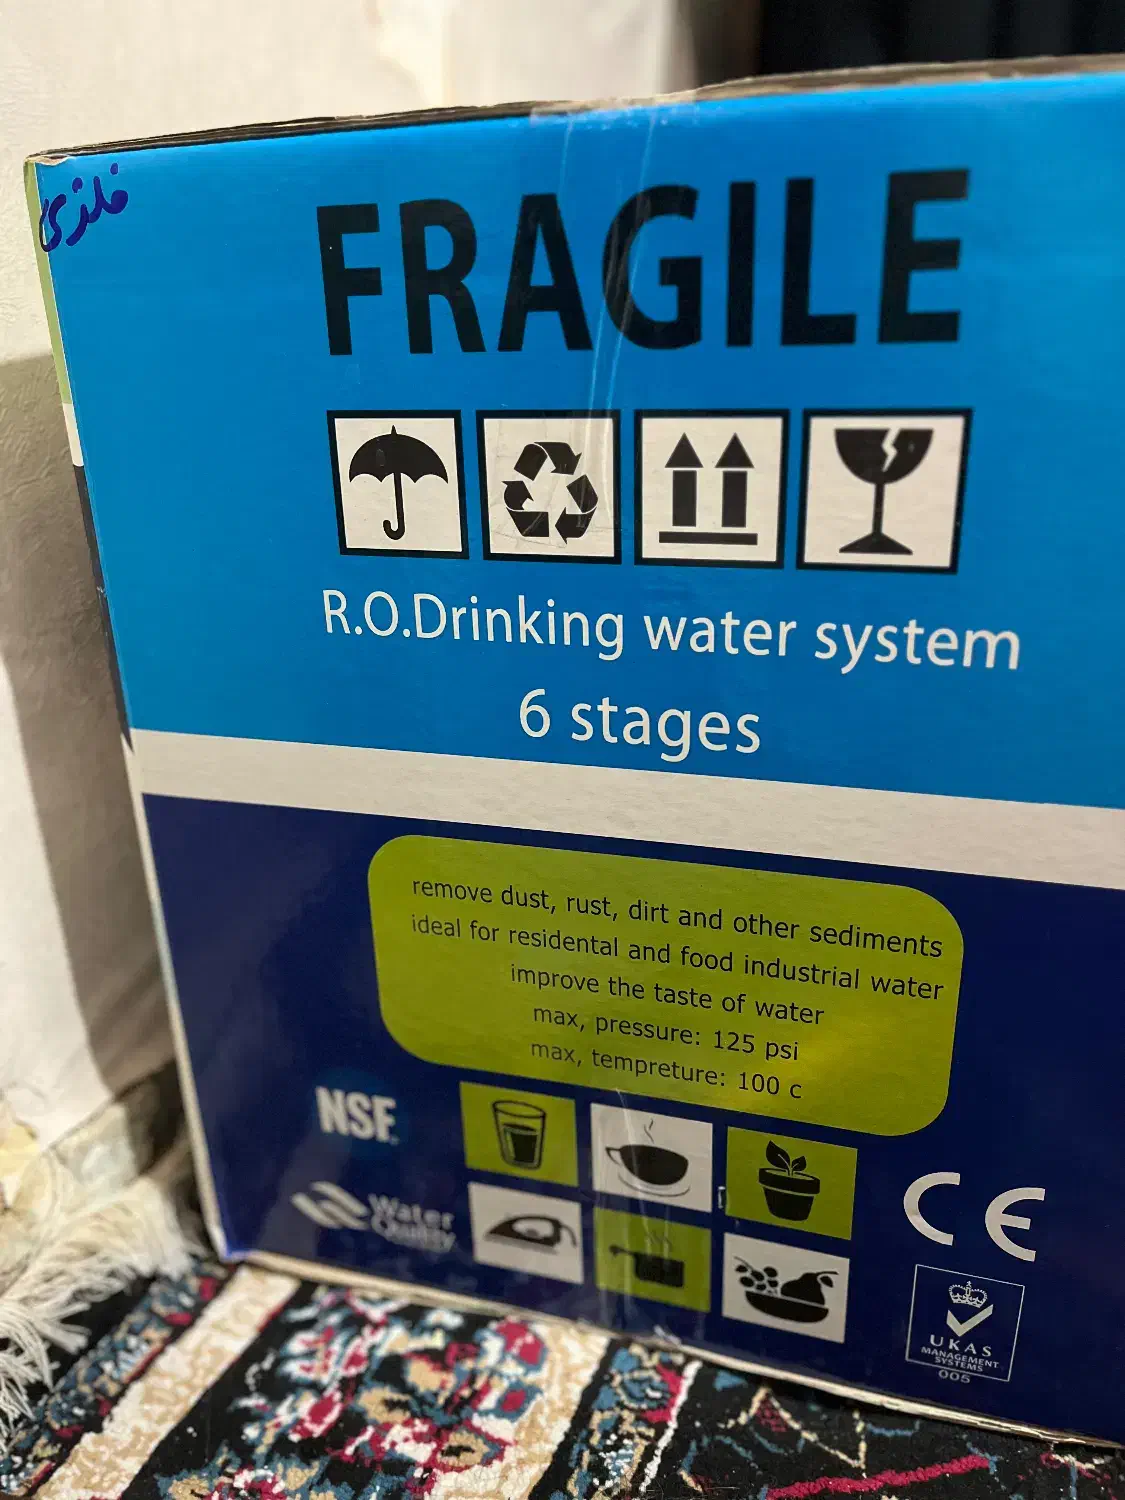 فلزی
FRAGILE
R.O.Drinking water system
6 stages
remove dust, rust, dirt and other sediments
ideal for residental and food industrial water
improve the taste of water
max, pressure: 125 psi
max, tempreture: 100 c
NSF
Water
Quality
CE
UKAS
MANAGEMENT
SYSTEMS
005